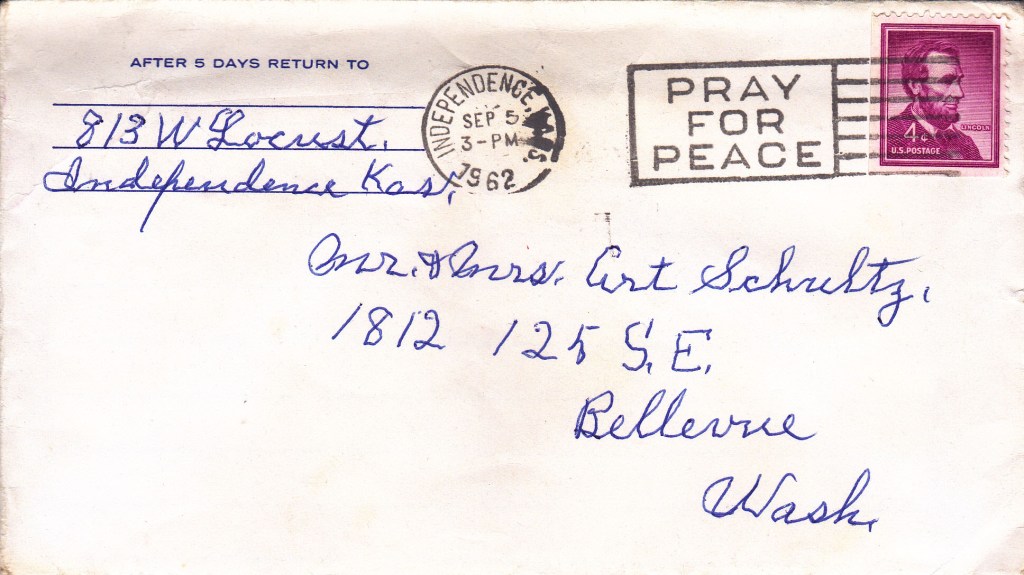 AFTER 5 DAYS RETURN TO
813 W Locust.
Independence Kas.
INDEPENDENCE, KANS
SEP 5
3-PM
1962
PRAY
FOR
PEACE
4¢
LINCOLN
U.S. POSTAGE
Mr. & Mrs. Art Schultz,
1812 125 S.E.
Bellevue
Wash.